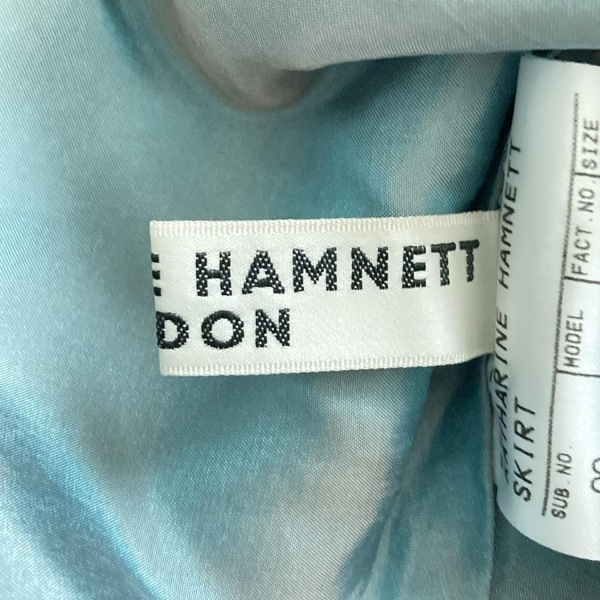 E HAMNETT
DON
KATHARINE HAMNETT
SKIRT
SUB.NO.
MODEL
FACT.NO.
SIZE